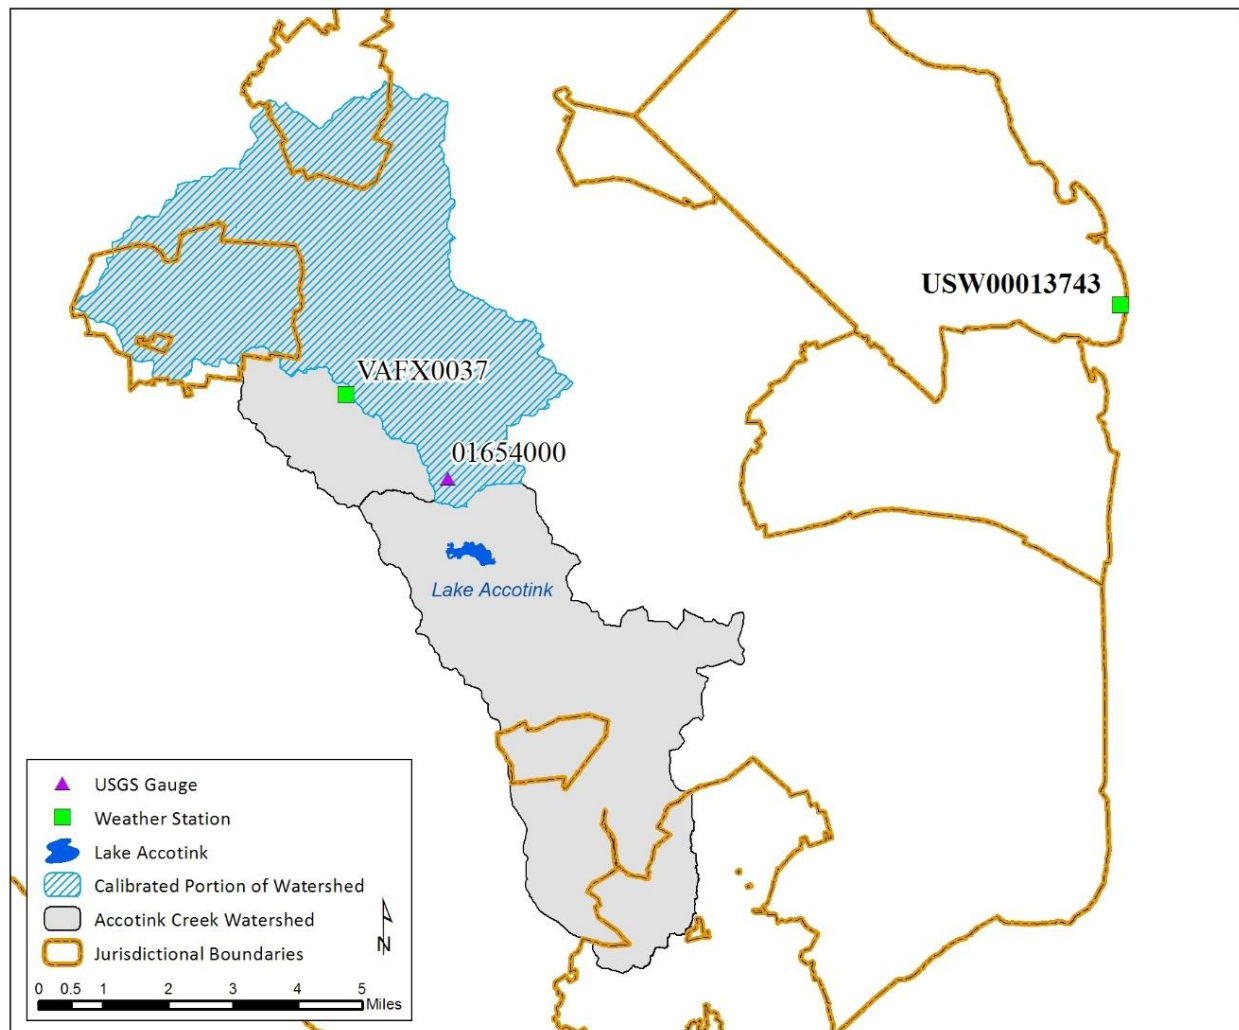 USW00013743
VAFX0037
01654000
Lake Accotink
USGS Gauge
Weather Station
Lake Accotink
Calibrated Portion of Watershed
Accotink Creek Watershed
Jurisdictional Boundaries
N
0 0.5 1 2 3 4 5
Miles